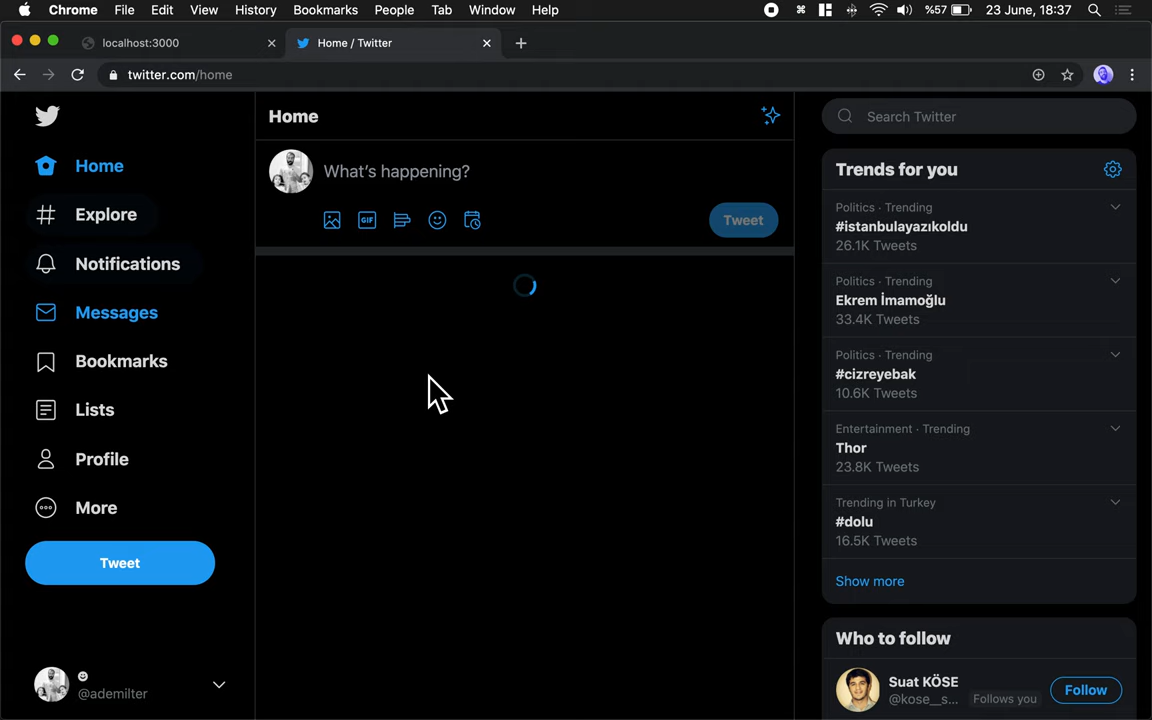 Chrome File Edit View History Bookmarks People Tab Window Help %57 23 June, 18:37
localhost:3000 Home / Twitter
twitter.com/home
Home
Explore
Notifications
Messages
Bookmarks
Lists
Profile
More
Tweet
@ademilter
Home
What's happening?
GIF
Tweet
Search Twitter
Trends for you
Politics · Trending
#istanbulayazıkoldu
26.1K Tweets
Politics · Trending
Ekrem İmamoğlu
33.4K Tweets
Politics · Trending
#cizreyebak
10.6K Tweets
Entertainment · Trending
Thor
23.8K Tweets
Trending in Turkey
#dolu
16.5K Tweets
Show more
Who to follow
Suat KÖSE
@kose__s... Follows you
Follow